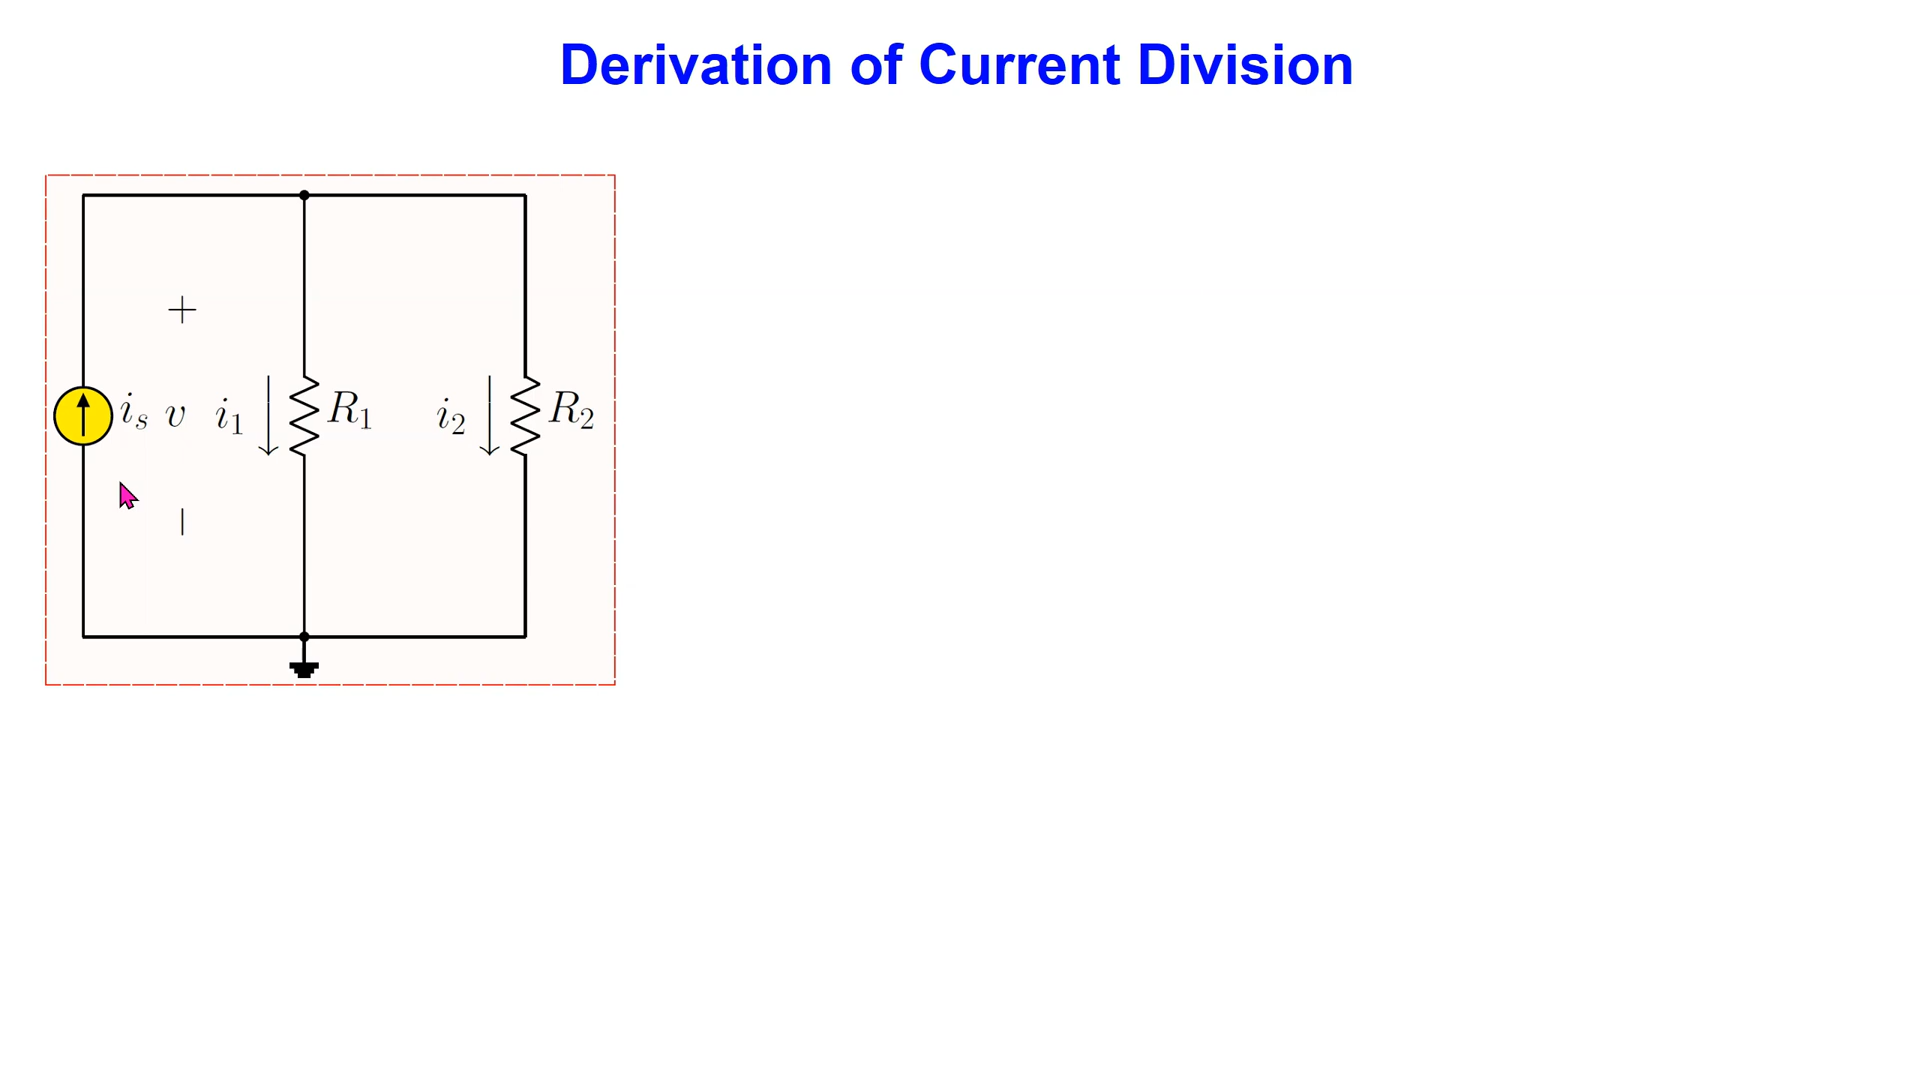 Derivation of Current Division
+
i_s v i_1 R_1 i_2 R_2
|